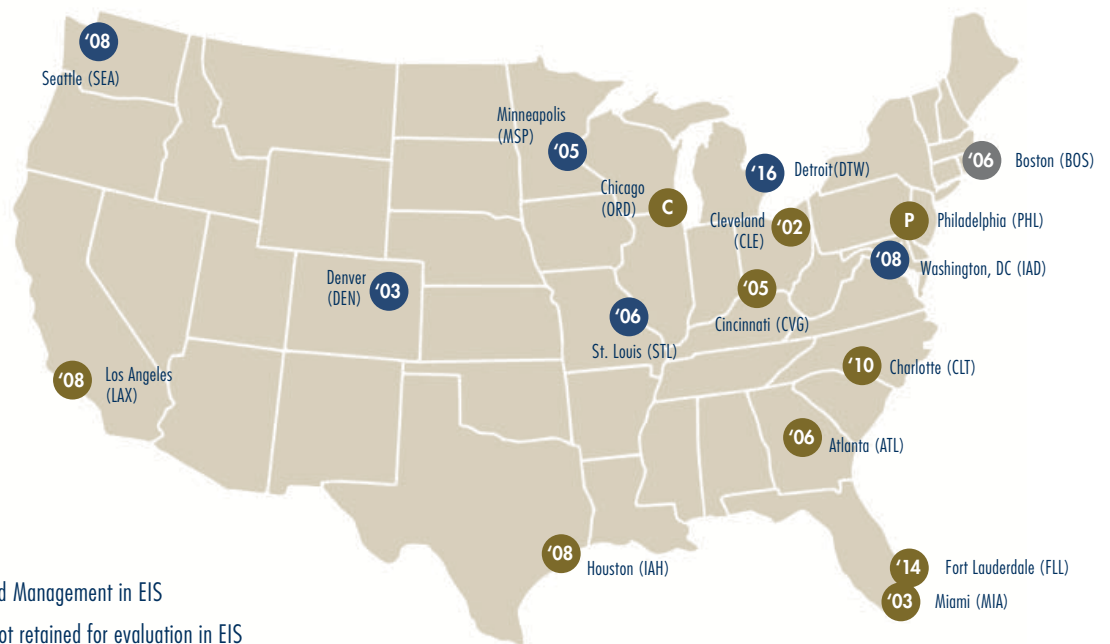 ‘08
Seattle (SEA)
Minneapolis
(MSP)
‘05
‘16
Detroit(DTW)
‘06
Boston (BOS)
Chicago
(ORD)
C
Cleveland
(CLE)
‘02
P
Philadelphia (PHL)
‘08
Washington, DC (IAD)
Denver
(DEN)
‘03
‘05
Cincinnati (CVG)
‘06
St. Louis (STL)
‘08
Los Angeles
(LAX)
‘10
Charlotte (CLT)
‘06
Atlanta (ATL)
‘08
Houston (IAH)
‘14
Fort Lauderdale (FLL)
‘03
Miami (MIA)
d Management in EIS
ot retained for evaluation in EIS